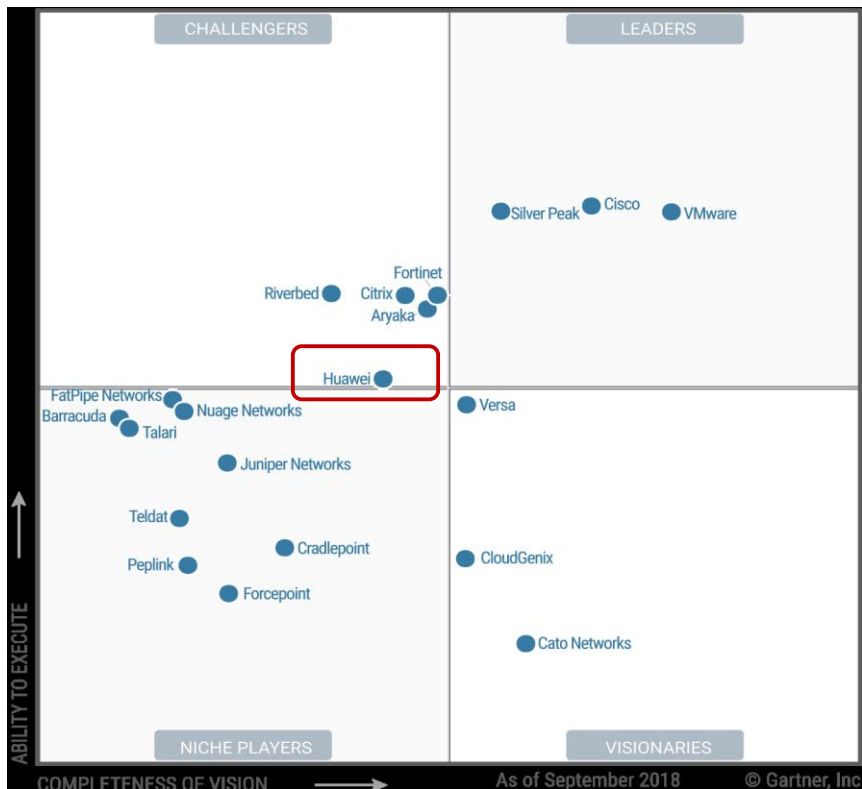 CHALLENGERS
LEADERS
Silver Peak
Cisco
VMware
Fortinet
Riverbed
Citrix
Aryaka
Huawei
FatPipe Networks
Barracuda
Nuage Networks
Talari
Versa
Juniper Networks
Teldat
Cradlepoint
Peplink
CloudGenix
Forcepoint
Cato Networks
NICHE PLAYERS
VISIONARIES
ABILITY TO EXECUTE
COMPLETENESS OF VISION
As of September 2018
© Gartner, Inc